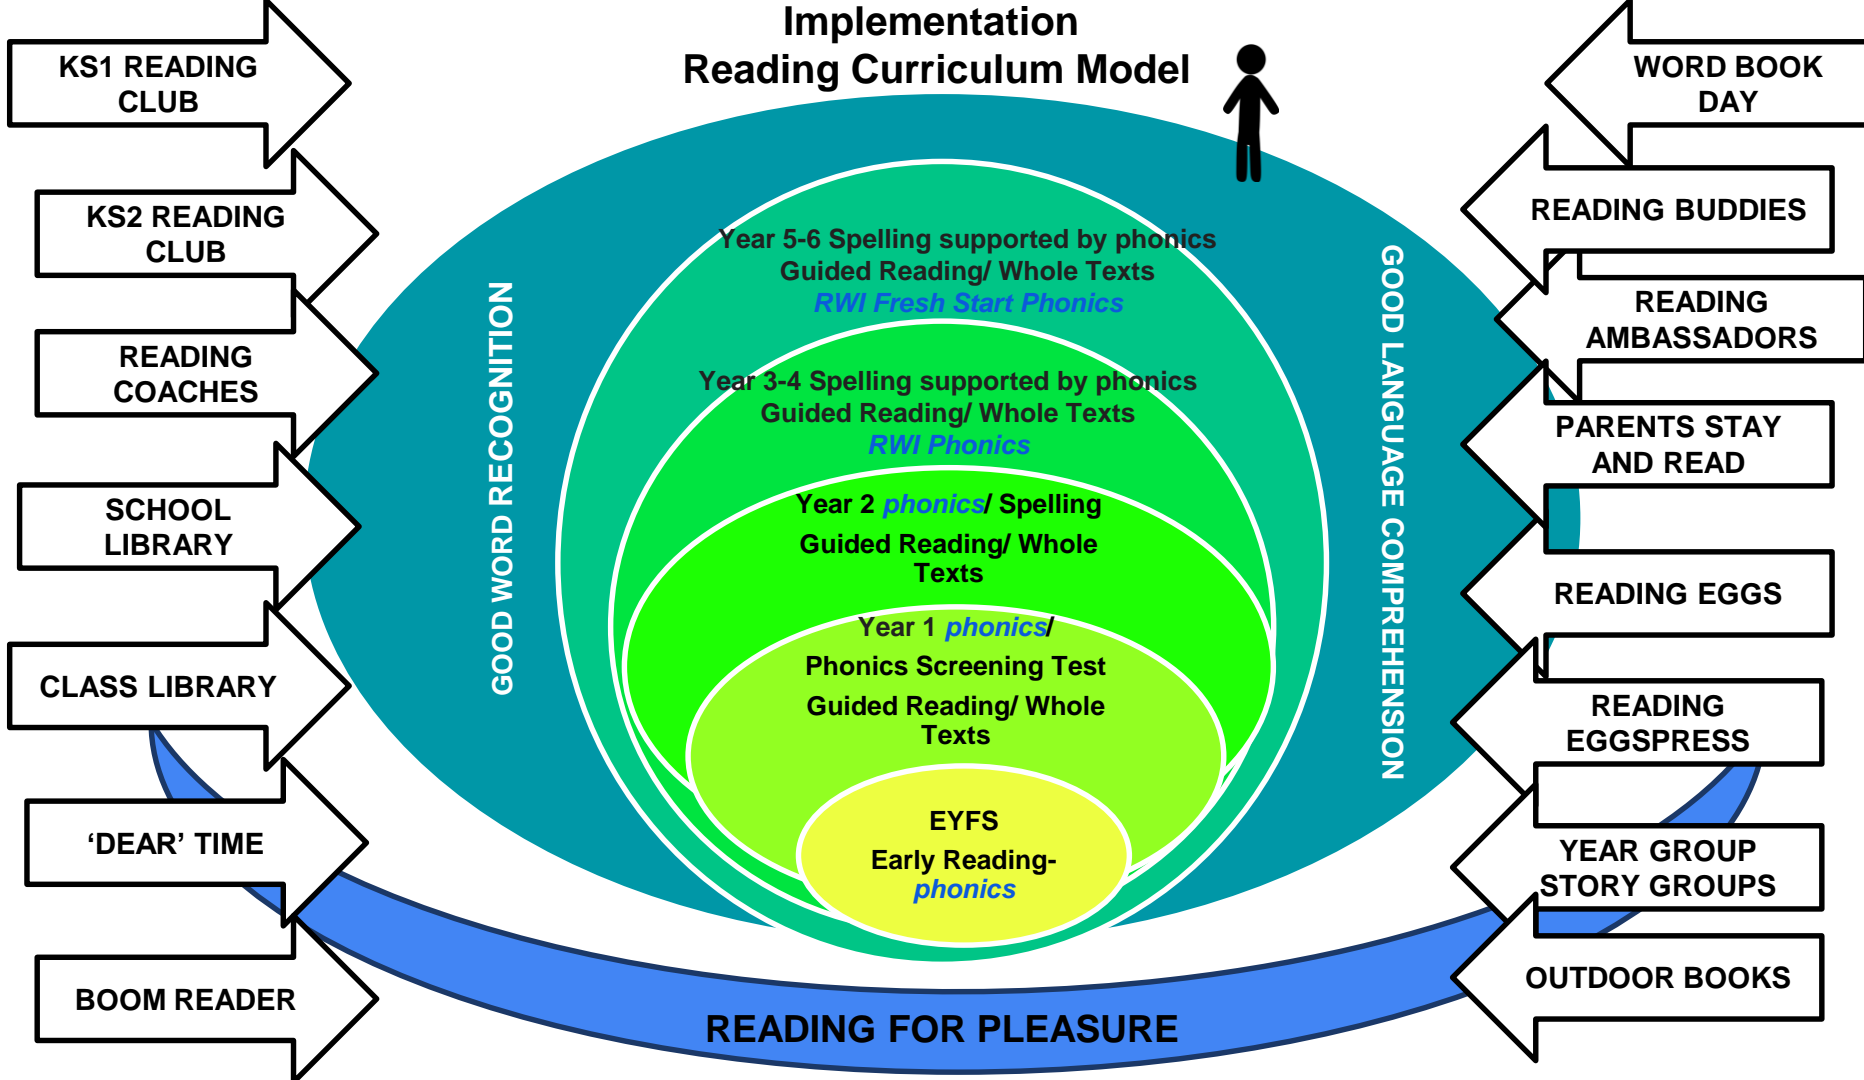 Implementation
Reading Curriculum Model
KS1 READING
CLUB
KS2 READING
CLUB
READING
COACHES
SCHOOL
LIBRARY
CLASS LIBRARY
‘DEAR’ TIME
BOOM READER
GOOD WORD RECOGNITION
Year 5-6 Spelling supported by phonics
Guided Reading/ Whole Texts
RWI Fresh Start Phonics
Year 3-4 Spelling supported by phonics
Guided Reading/ Whole Texts
RWI Phonics
Year 2 phonics/ Spelling
Guided Reading/ Whole
Texts
Year 1 phonics/
Phonics Screening Test
Guided Reading/ Whole
Texts
EYFS
Early Reading-
phonics
GOOD LANGUAGE COMPREHENSION
WORD BOOK
DAY
READING BUDDIES
READING
AMBASSADORS
PARENTS STAY
AND READ
READING EGGS
READING
EGGSPRESS
YEAR GROUP
STORY GROUPS
OUTDOOR BOOKS
READING FOR PLEASURE